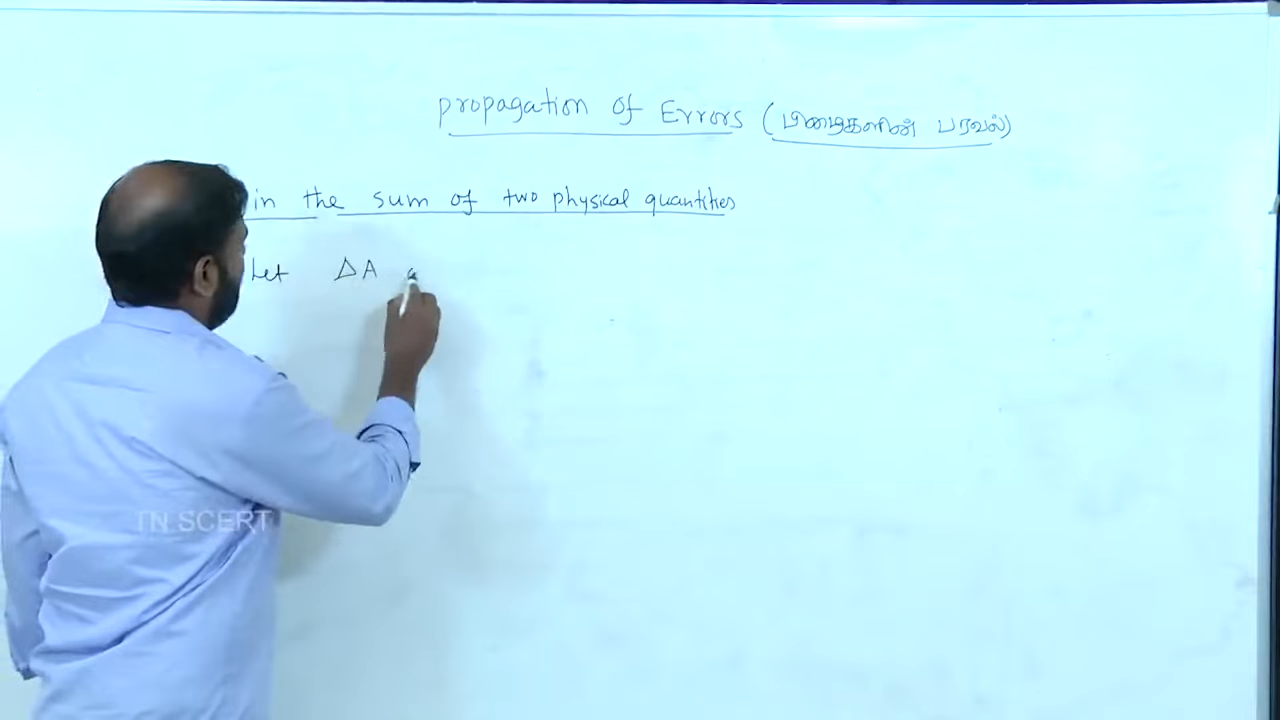 propagation of Errors (பிழைகளின் பரவல்)
in the sum of two physical quantities
Let ΔA
TN SCERT